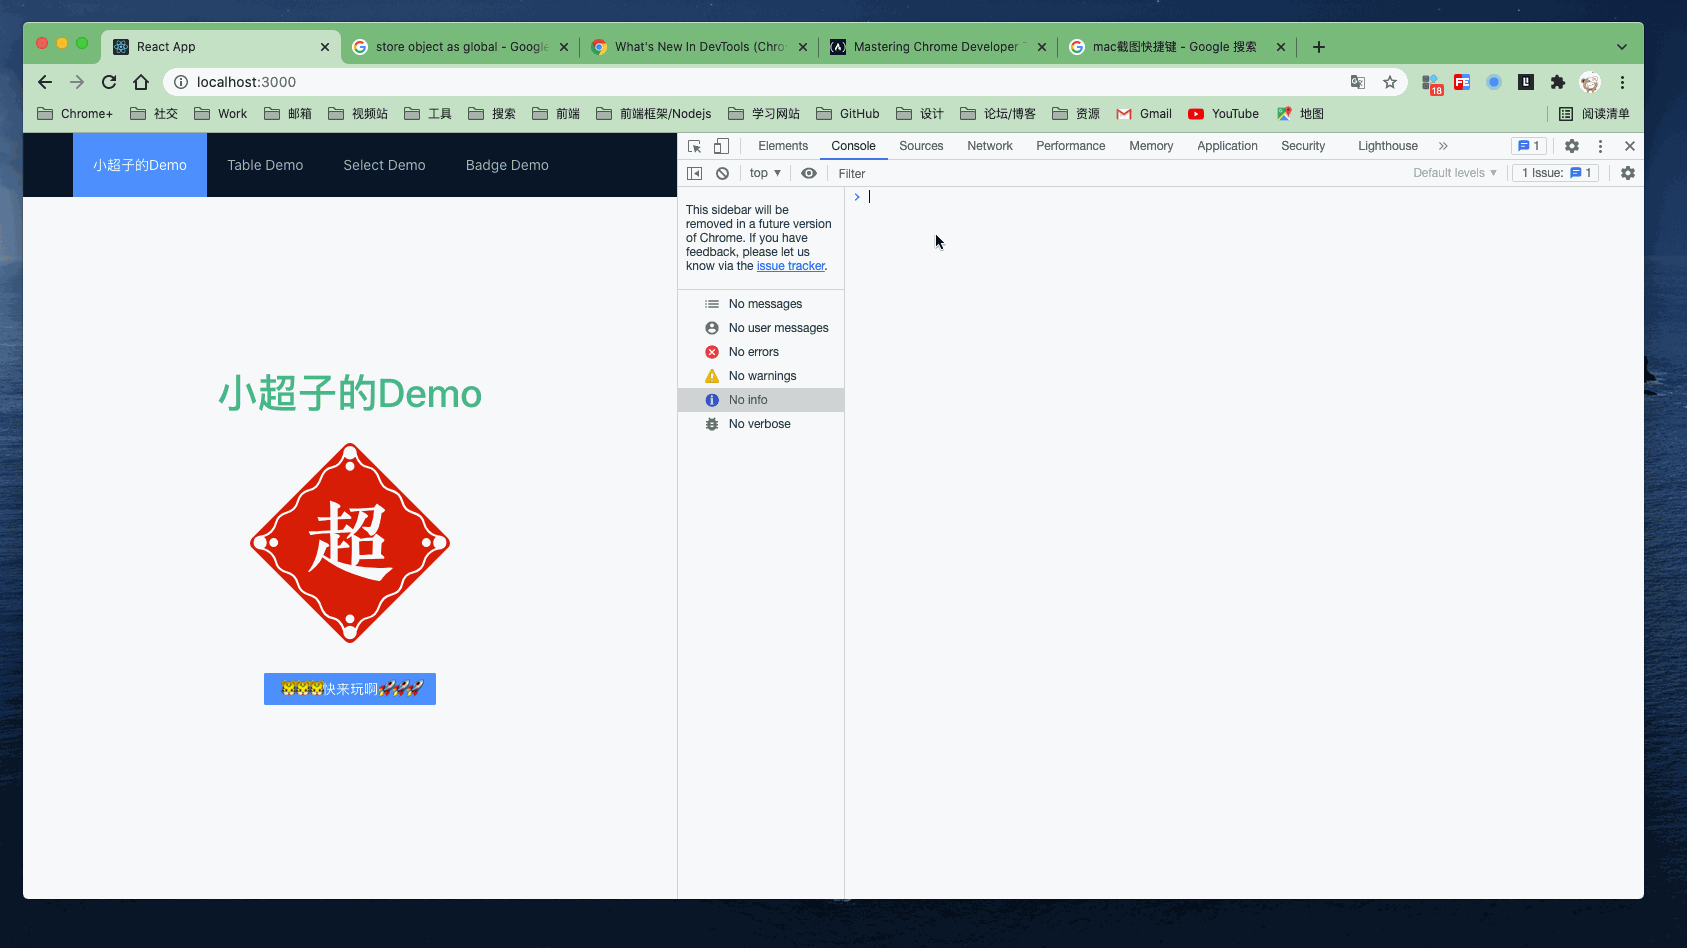 React App
store object as global - Google
What's New In DevTools (Chro
Mastering Chrome Developer
mac截图快捷键 - Google 搜索
localhost:3000
18
FE
Chrome+
社交
Work
邮箱
视频站
工具
搜索
前端
前端框架/Nodejs
学习网站
GitHub
设计
论坛/博客
资源
Gmail
YouTube
地图
阅读清单
小超子的Demo
Table Demo
Select Demo
Badge Demo
Elements
Console
Sources
Network
Performance
Memory
Application
Security
Lighthouse
1
top
Filter
Default levels
1 Issue:
1
This sidebar will be
removed in a future version
of Chrome. If you have
feedback, please let us
know via the issue tracker.
No messages
No user messages
No errors
No warnings
No info
No verbose
小超子的Demo
超
快来玩啊